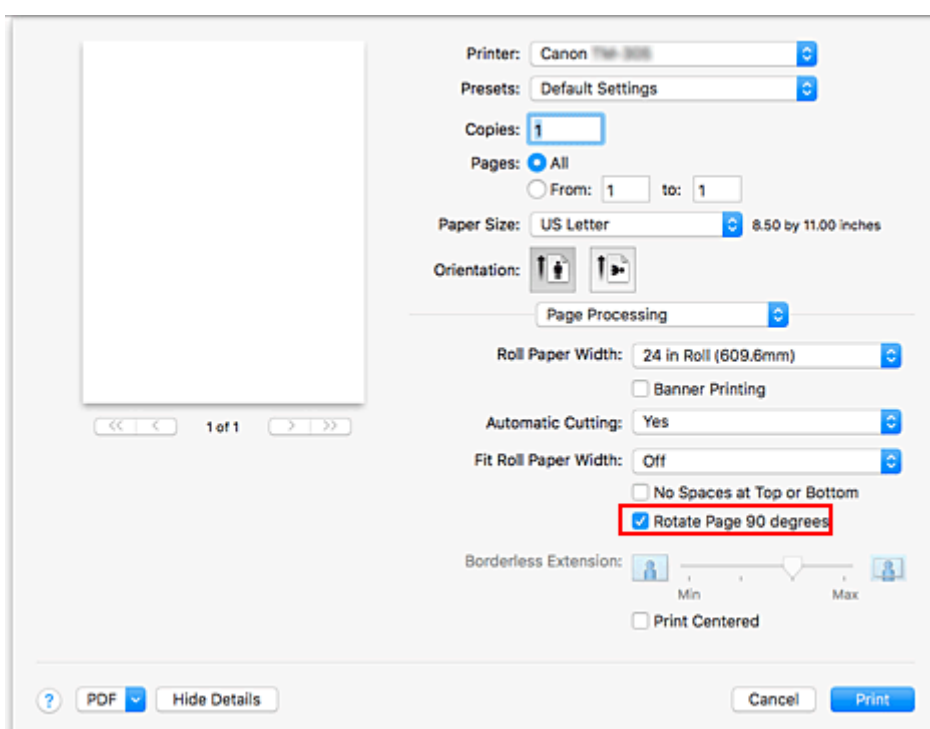 Printer: Canon
Presets: Default Settings
Copies: 1
Pages: All
From: 1 to: 1
Paper Size: US Letter 8.50 by 11.00 inches
Orientation:
Page Processing
Roll Paper Width: 24 in Roll (609.6mm)
Banner Printing
<< < 1 of 1 > >>
Automatic Cutting: Yes
Fit Roll Paper Width: Off
No Spaces at Top or Bottom
Rotate Page 90 degrees
Borderless Extension:
Min Max
Print Centered
? PDF Hide Details Cancel Print